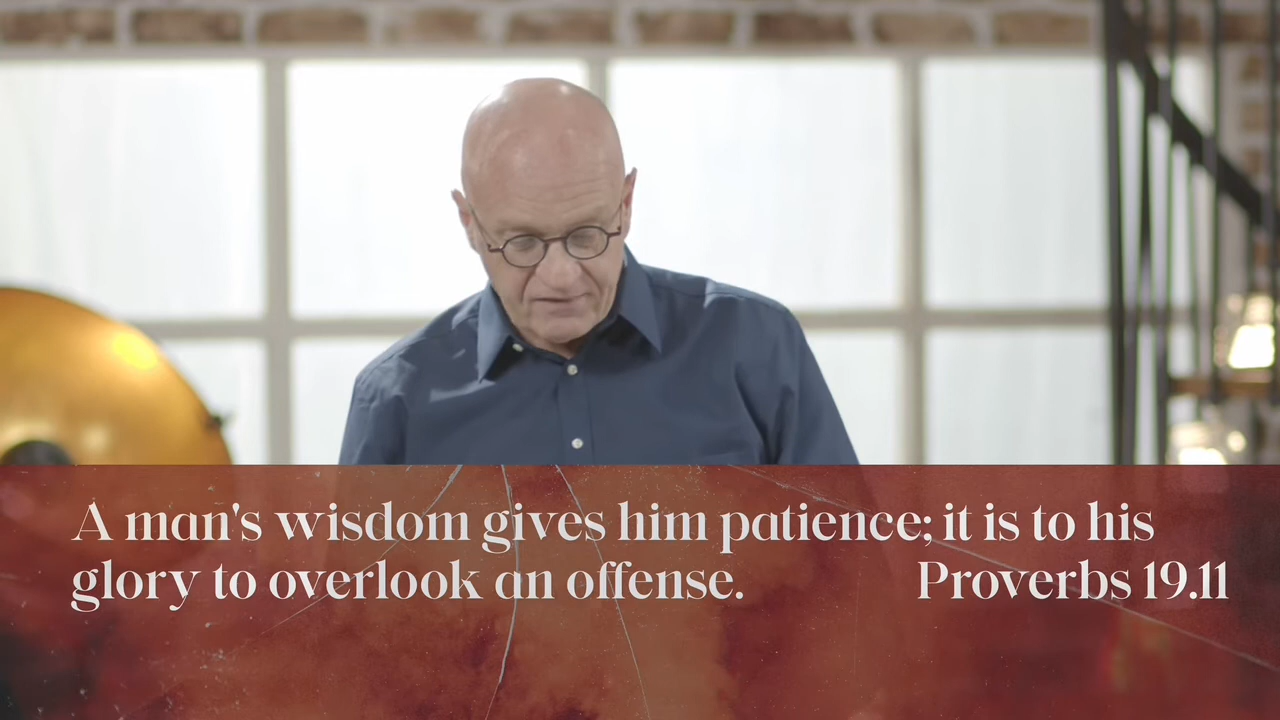 A man's wisdom gives him patience; it is to his
glory to overlook an offense. Proverbs 19.11